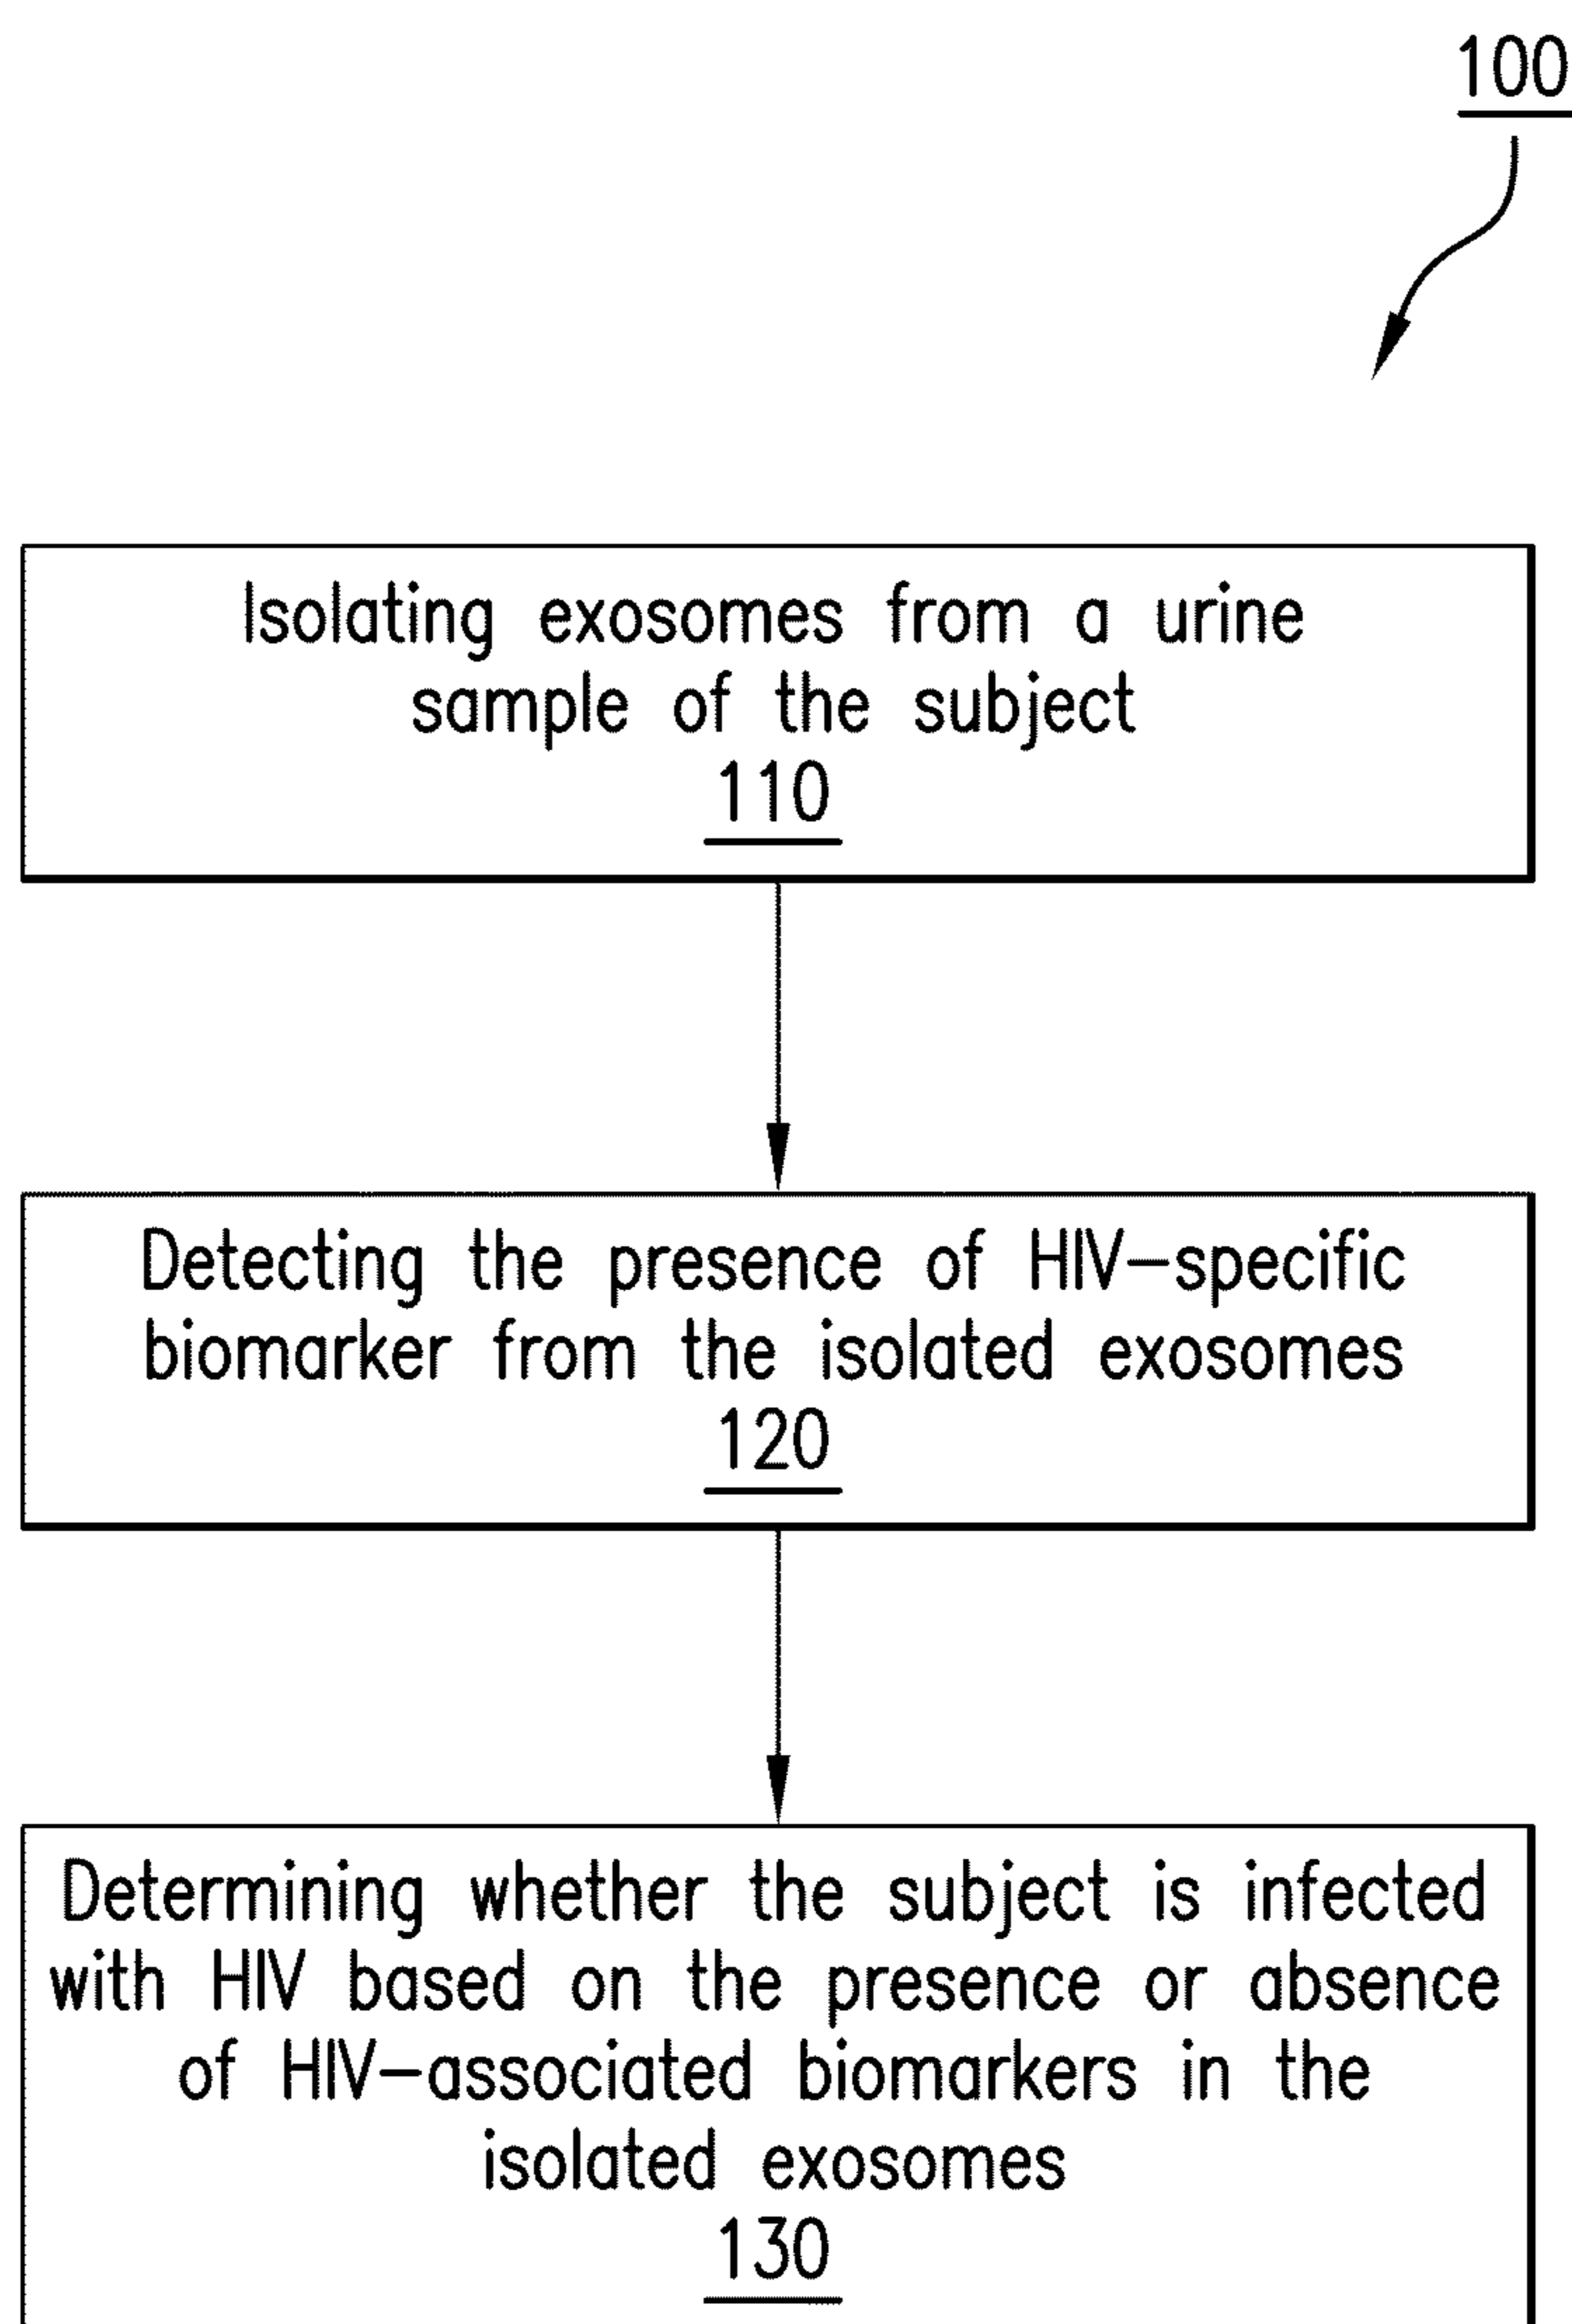 100
Isolating exosomes from a urine
sample of the subject
110
Detecting the presence of HIV-specific
biomarker from the isolated exosomes
120
Determining whether the subject is infected
with HIV based on the presence or absence
of HIV-associated biomarkers in the
isolated exosomes
130